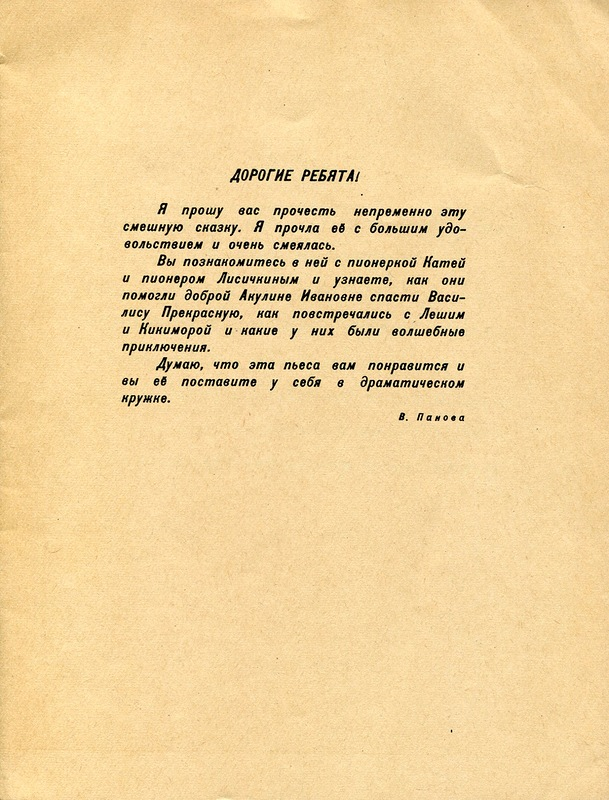 ДОРОГИЕ РЕБЯТА!
Я прошу вас прочесть непременно эту
смешную сказку. Я прочла её с большим удо-
вольствием и очень смеялась.
Вы познакомитесь в ней с пионеркой Катей
и пионером Лисичкиным и узнаете, как они
помогли доброй Акулине Ивановне спасти Васи-
лису Прекрасную, как повстречались с Лешим
и Кикиморой и какие у них были волшебные
приключения.
Думаю, что эта пьеса вам понравится и
вы её поставите у себя в драматическом
кружке.
В. Панова